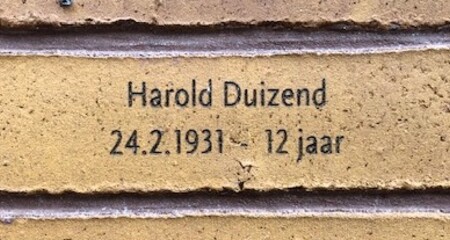 Harold Duizend
24.2.1931 - 12 jaar